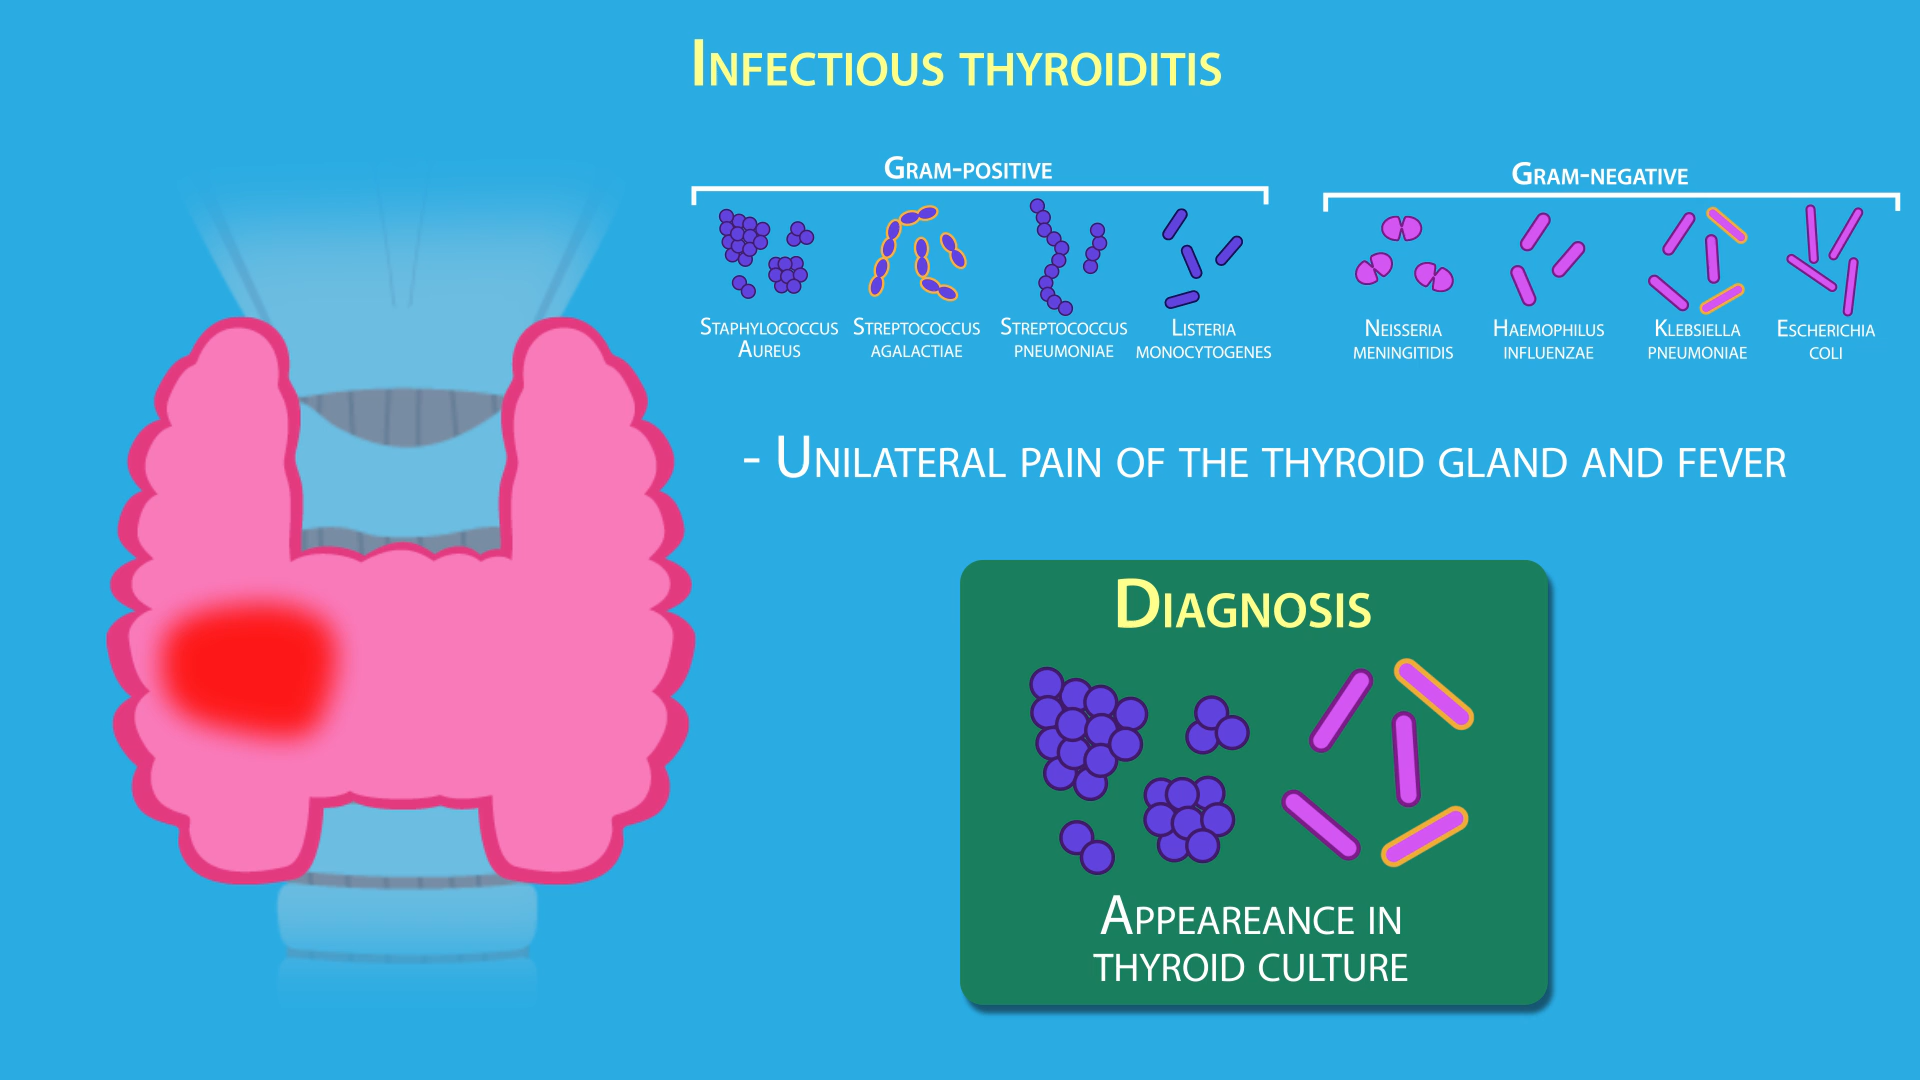 Infectious thyroiditis
Gram-positive
Gram-negative
Staphylococcus
Aureus
Streptococcus
agalactiae
Streptococcus
pneumoniae
Listeria
monocytogenes
Neisseria
meningitidis
Haemophilus
influenzae
Klebsiella
pneumoniae
Escherichia
coli
- Unilateral pain of the thyroid gland and fever
Diagnosis
Appeareance in
thyroid culture